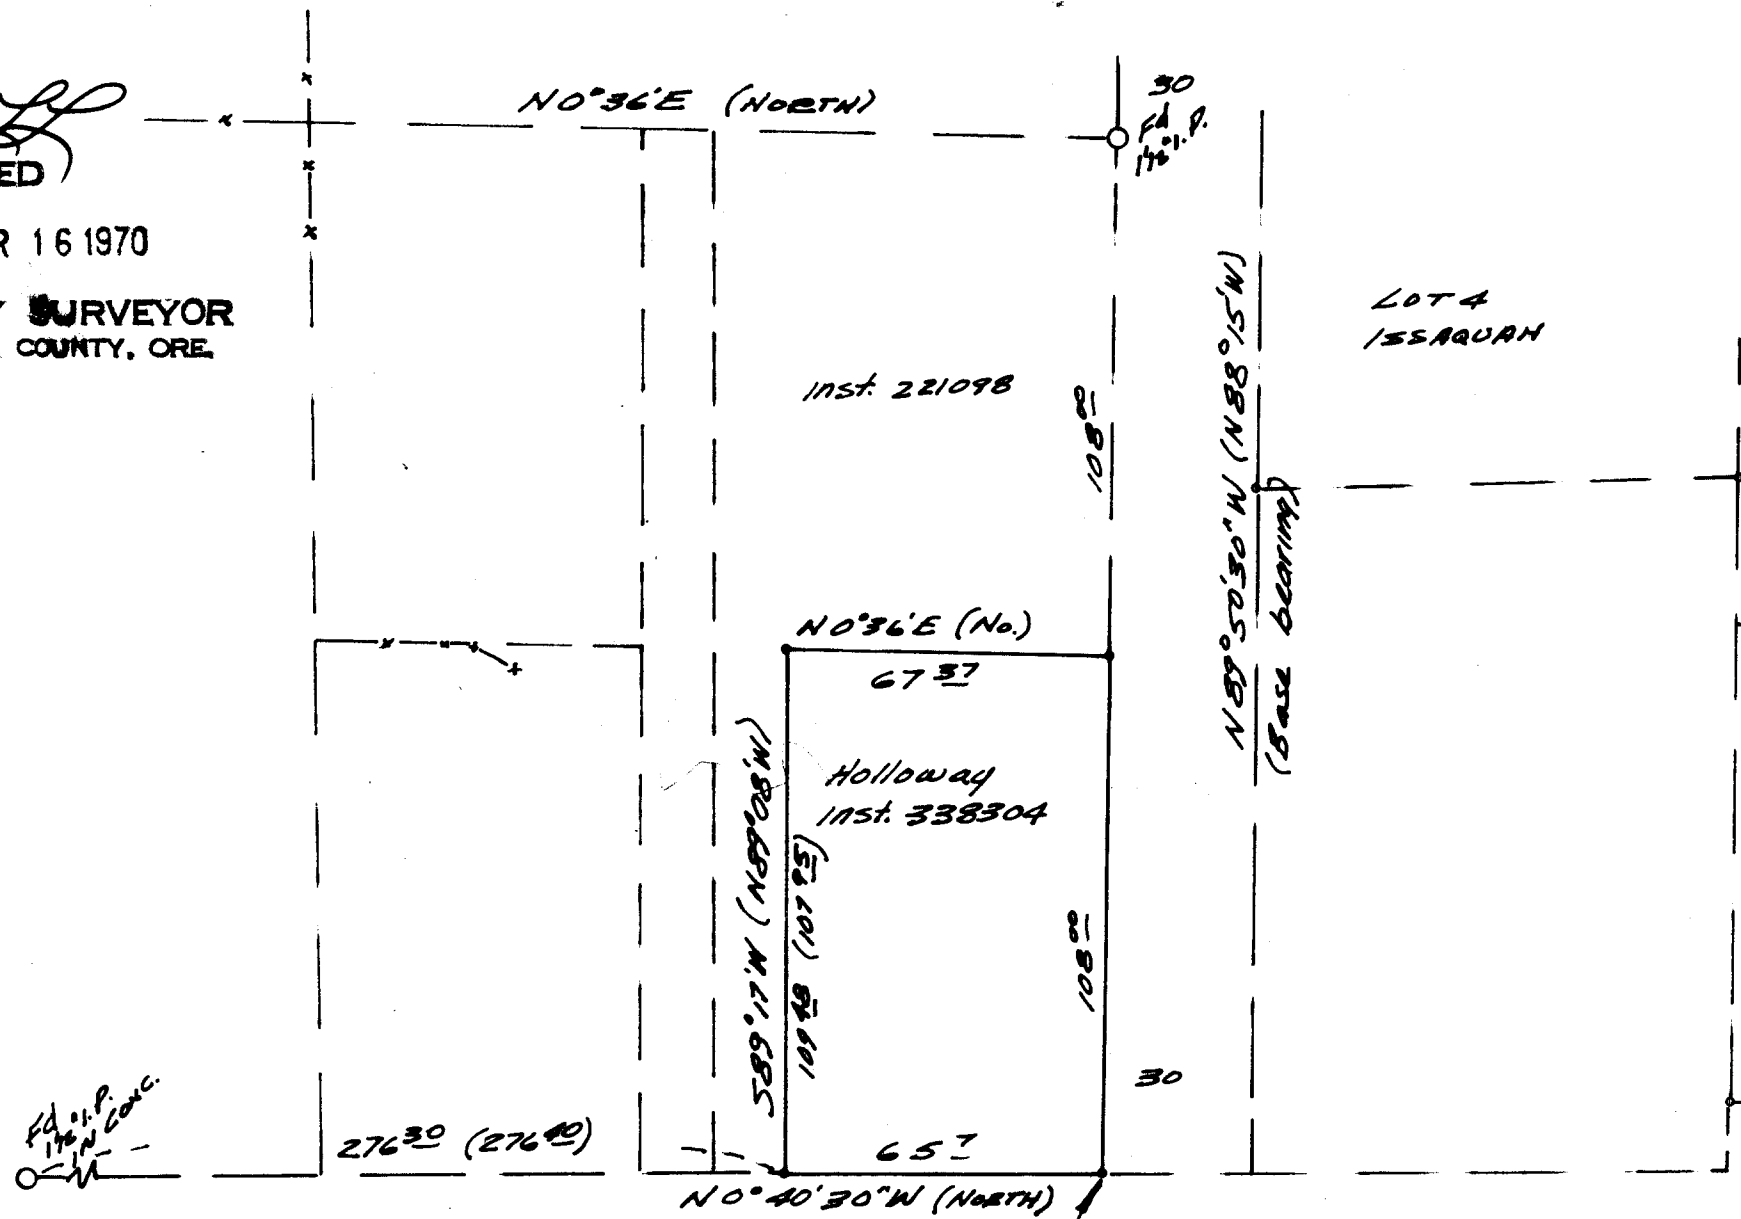 ED
R 16 1970
Y SURVEYOR
COUNTY, ORE.
N0°36'E (NORTH)
30
Fd
1½" I.P.
LOT 4
ISSAQUAH
Inst. 221098
108 00
N89°50'30"W (N88°15'W)
(Base bearing)
N0°36'E (No.)
67 37
Holloway
Inst. 338304
S89°17'W (N89°08'W)
109 48 (107 95)
108 00
30
Fd
1½" I.P.
IN CONC.
276 30 (276 40)
65 7
N0°40'30"W (NORTH)